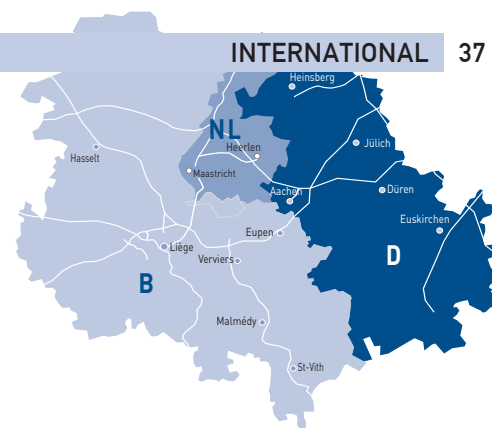 INTERNATIONAL 37
Heinsberg
NL
Jülich
Heerlen
Hasselt
Maastricht
Aachen
Düren
Euskirchen
Eupen
Liège
D
Verviers
B
Malmédy
St-Vith